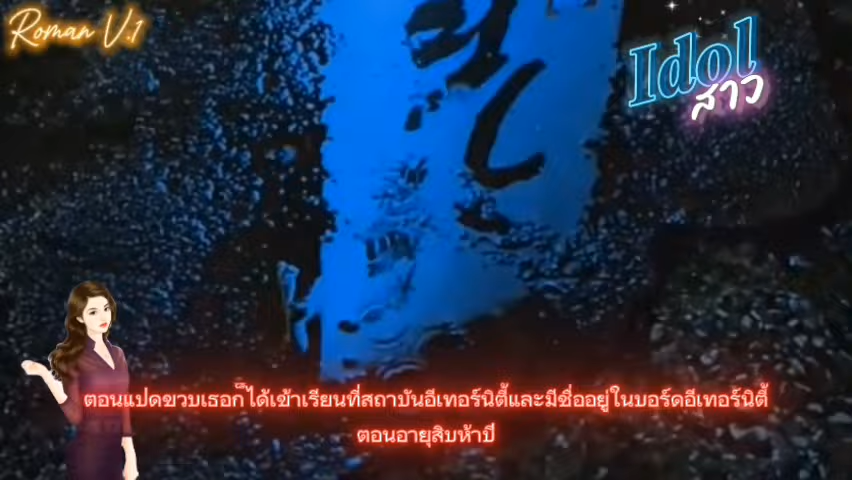 Roman V.1
Idol
สาว
ตอนแปดขวบเธอก็ได้เข้าเรียนที่สถาบันอีเทอร์นิตี้และมีชื่ออยู่ในบอร์ดอีเทอร์นิตี้
ตอนอายุสิบห้าปี